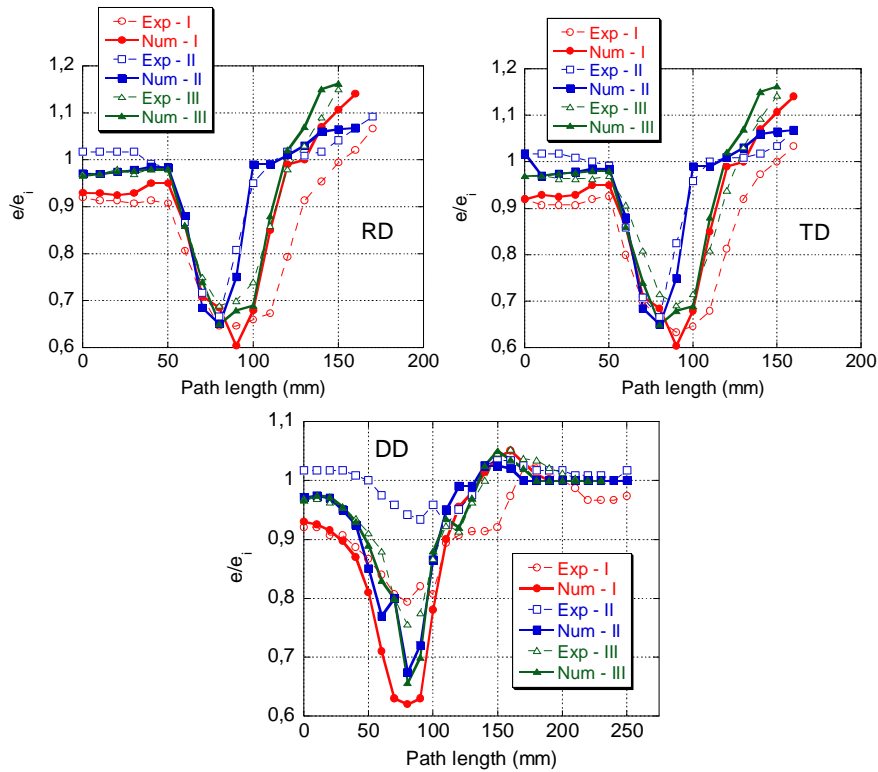 Exp - I
Num - I
Exp - II
Num - II
Exp - III
Num - III
1,2
1,1
1
0,9
0,8
0,7
0,6
e/ei
0
50
100
150
200
Path length (mm)
RD
Exp - I
Num - I
Exp - II
Num - II
Exp - III
Num - III
1,2
1,1
1
0,9
0,8
0,7
0,6
e/ei
0
50
100
150
200
Path length (mm)
TD
1,1
1
0,9
0,8
0,7
0,6
e/ei
DD
Exp - I
Num - I
Exp - II
Num - II
Exp - III
Num - III
0
50
100
150
200
250
Path length (mm)